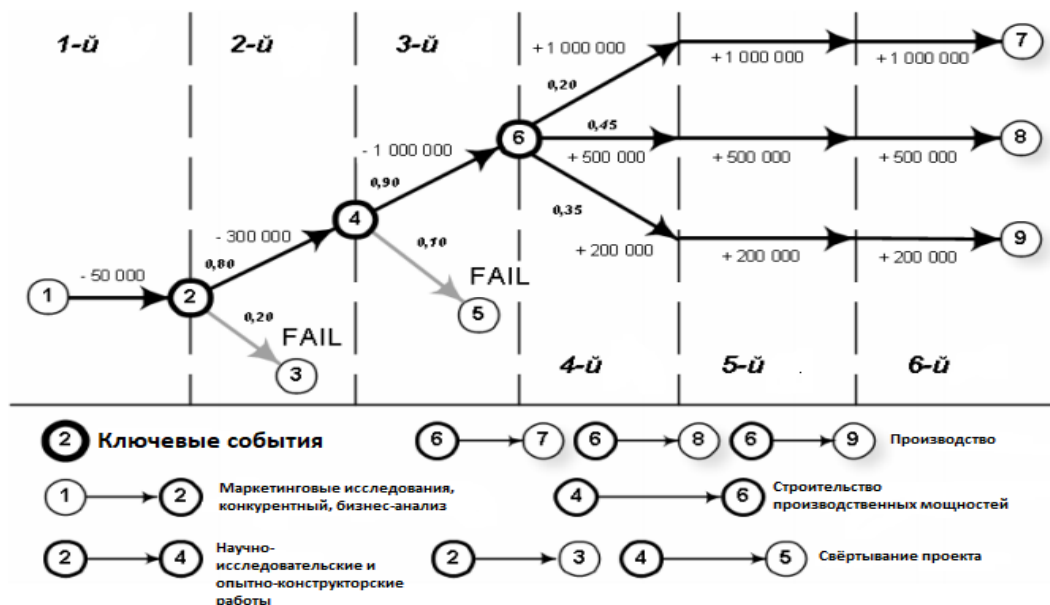 1-й
2-й
3-й
+ 1 000 000
+ 1 000 000
+ 1 000 000
7
0,20
- 1 000 000
6
0,45
8
+ 500 000
+ 500 000
+ 500 000
0,90
0,35
- 300 000
4
+ 200 000
+ 200 000
+ 200 000
9
0,80
0,10
- 50 000
FAIL
1
2
5
0,20
FAIL
3
4-й
5-й
6-й
2 Ключевые события
6 7 6 8 6 9 Производство
1 2 Маркетинговые исследования,
конкурентный, бизнес-анализ
4 6 Строительство
производственных мощностей
2 4 Научно-
исследовательские и
опытно-конструкторские
работы
2 3 4 5 Свёртывание проекта